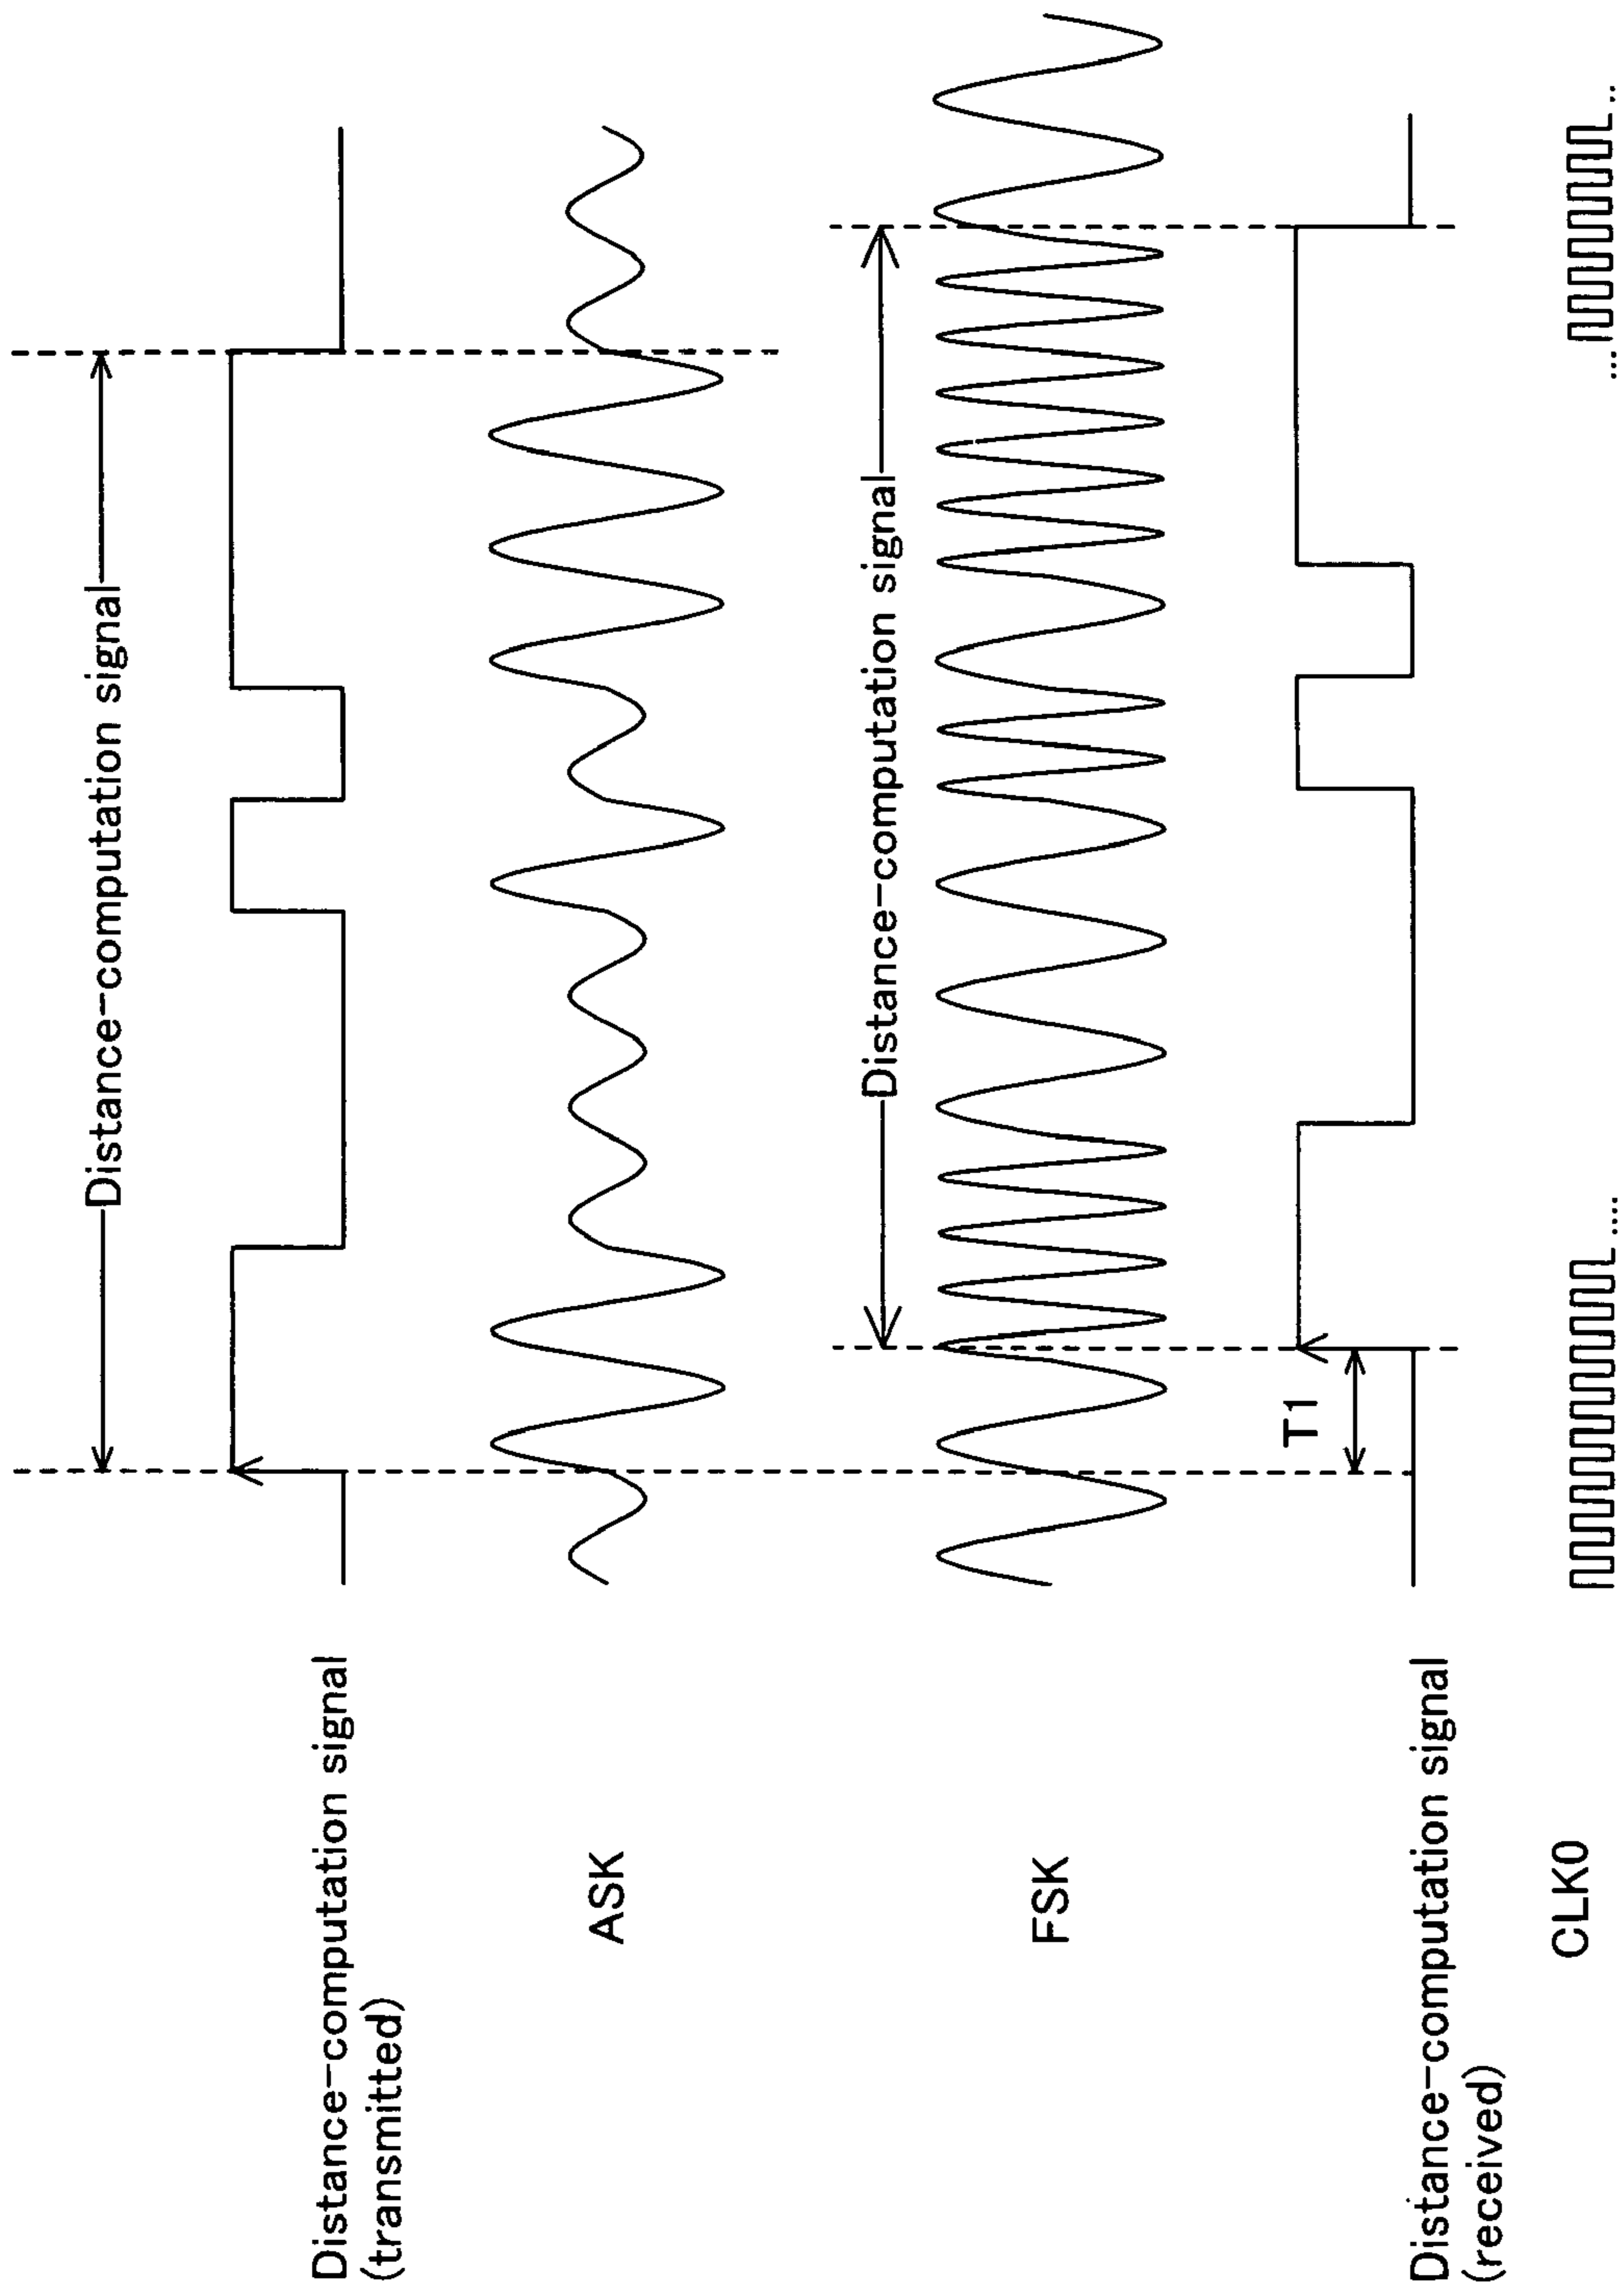 Distance-computation signal
Distance-computation signal
(transmitted)
ASK
Distance-computation signal
FSK
T1
Distance-computation signal
(received)
CLK0
... ..
....